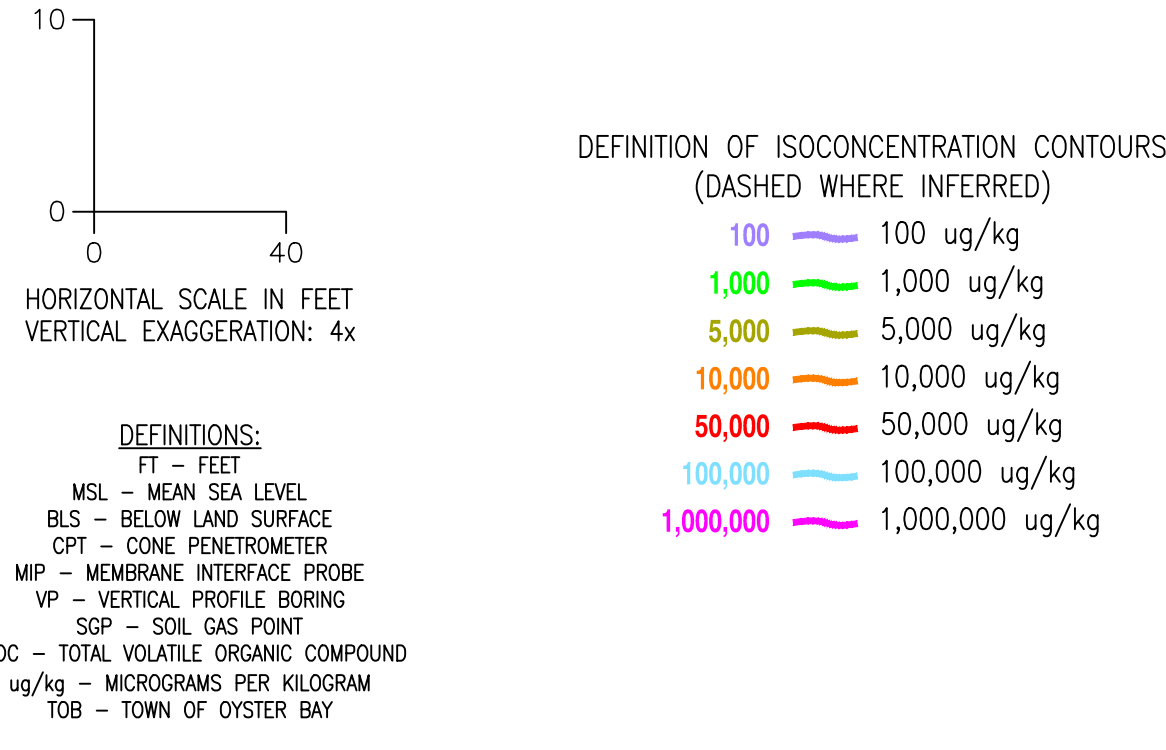 10
0
0 40
HORIZONTAL SCALE IN FEET
VERTICAL EXAGGERATION: 4x
DEFINITIONS:
FT – FEET
MSL – MEAN SEA LEVEL
BLS – BELOW LAND SURFACE
CPT – CONE PENETROMETER
MIP – MEMBRANE INTERFACE PROBE
VP – VERTICAL PROFILE BORING
SGP – SOIL GAS POINT
OC – TOTAL VOLATILE ORGANIC COMPOUND
ug/kg – MICROGRAMS PER KILOGRAM
TOB – TOWN OF OYSTER BAY
DEFINITION OF ISOCONCENTRATION CONTOURS
(DASHED WHERE INFERRED)
100 100 ug/kg
1,000 1,000 ug/kg
5,000 5,000 ug/kg
10,000 10,000 ug/kg
50,000 50,000 ug/kg
100,000 100,000 ug/kg
1,000,000 1,000,000 ug/kg